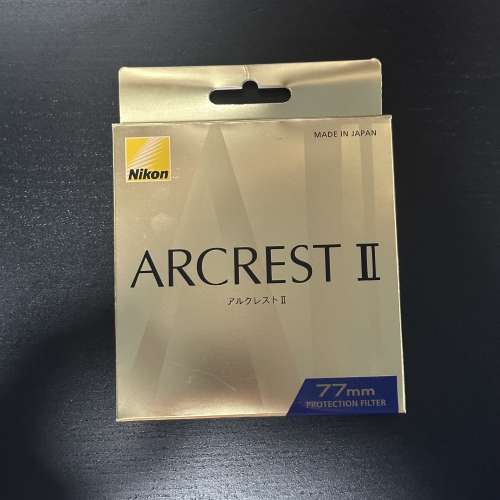 MADE IN JAPAN
Nikon
ARCREST II
アルクレストII
77mm
PROTECTION FILTER